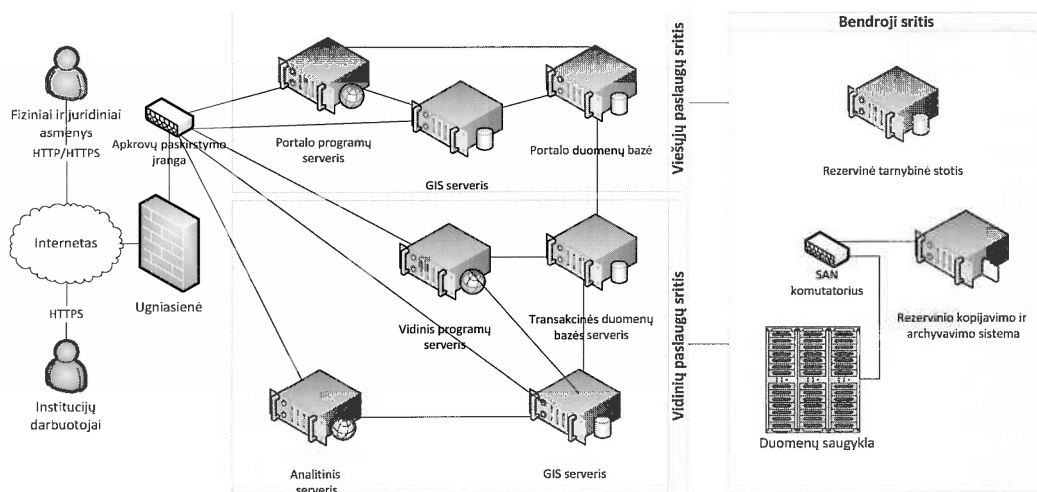 Fiziniai ir juridiniai
asmenys
HTTP/HTTPS
Internetas
HTTPS
Institucijų
darbuotojai
Ugniasienė
Apkrovų paskirstymo
įranga
Portalo programų
serveris
GIS serveris
Portalo duomenų bazė
Viešųjų paslaugų sritis
Vidinis programų
serveris
Transakcinės duomenų
bazės serveris
Analitinis
serveris
GIS serveris
Vidinių paslaugų sritis
Bendroji sritis
Rezervinė tarnybinė stotis
SAN
komutatorius
Rezervinio kopijavimo ir
archyvavimo sistema
Duomenų saugykla